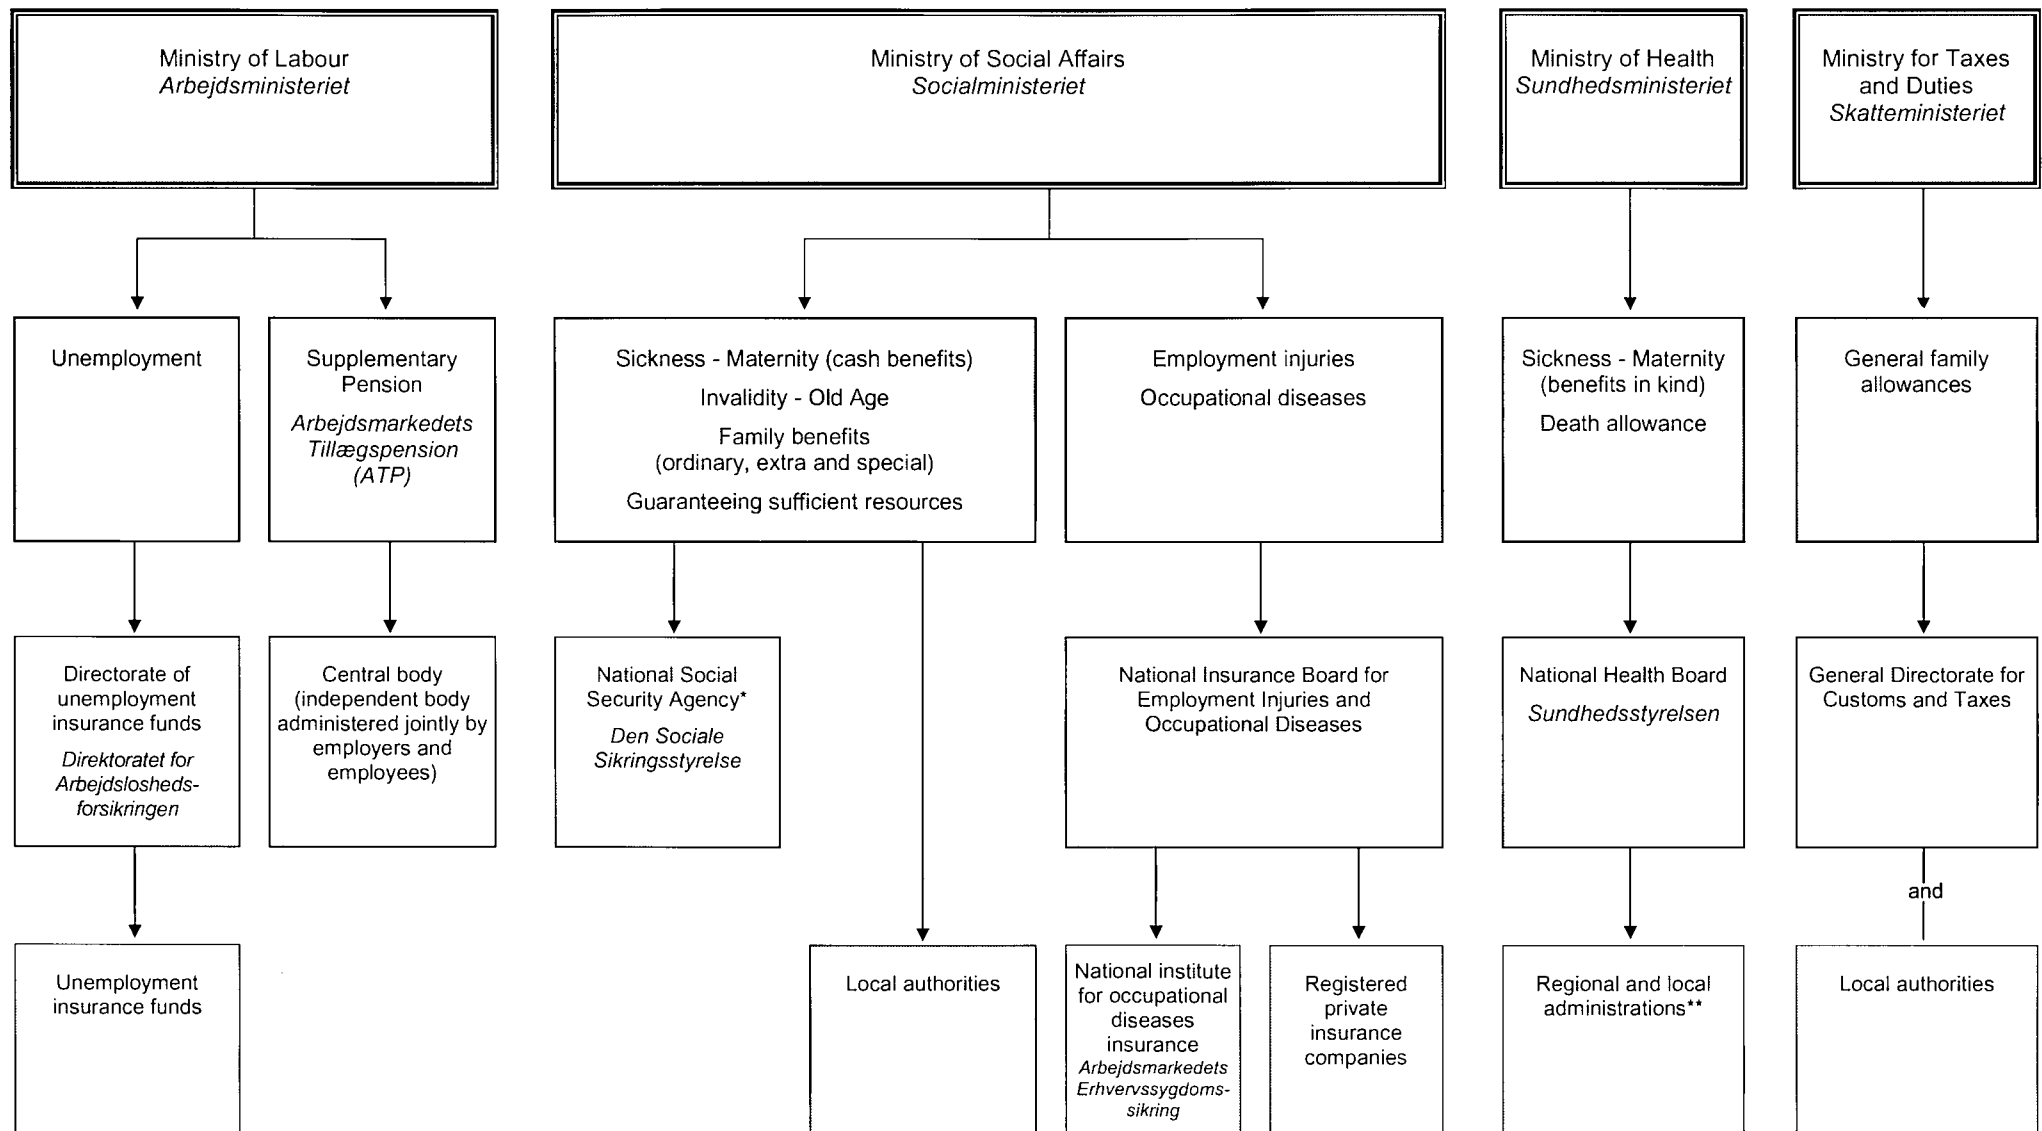 Ministry of Labour
Arbejdsministeriet
Ministry of Social Affairs
Socialministeriet
Ministry of Health
Sundhedsministeriet
Ministry for Taxes
and Duties
Skatteministeriet
Unemployment
Supplementary
Pension
Arbejdsmarkedets
Tillægspension
(ATP)
Sickness - Maternity (cash benefits)
Invalidity - Old Age
Family benefits
(ordinary, extra and special)
Guaranteeing sufficient resources
Employment injuries
Occupational diseases
Sickness - Maternity
(benefits in kind)
Death allowance
General family
allowances
Directorate of
unemployment
insurance funds
Direktoratet for
Arbejdslosheds-
forsikringen
Central body
(independent body
administered jointly by
employers and
employees)
National Social
Security Agency*
Den Sociale
Sikringsstyrelse
National Insurance Board for
Employment Injuries and
Occupational Diseases
National Health Board
Sundhedsstyrelsen
General Directorate for
Customs and Taxes
and
Unemployment
insurance funds
Local authorities
National institute
for occupational
diseases
insurance
Arbejdsmarkedets
Erhvervssygdoms-
sikring
Registered
private
insurance
companies
Regional and local
administrations**
Local authorities